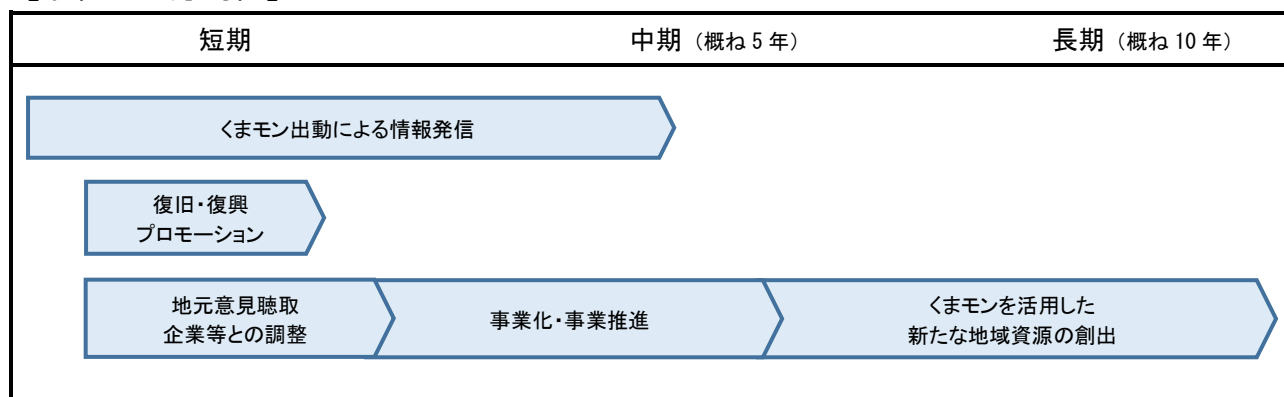 短期 中期（概ね5年） 長期（概ね10年）
くまモン出動による情報発信
復旧・復興
プロモーション
地元意見聴取
企業等との調整
事業化・事業推進
くまモンを活用した
新たな地域資源の創出